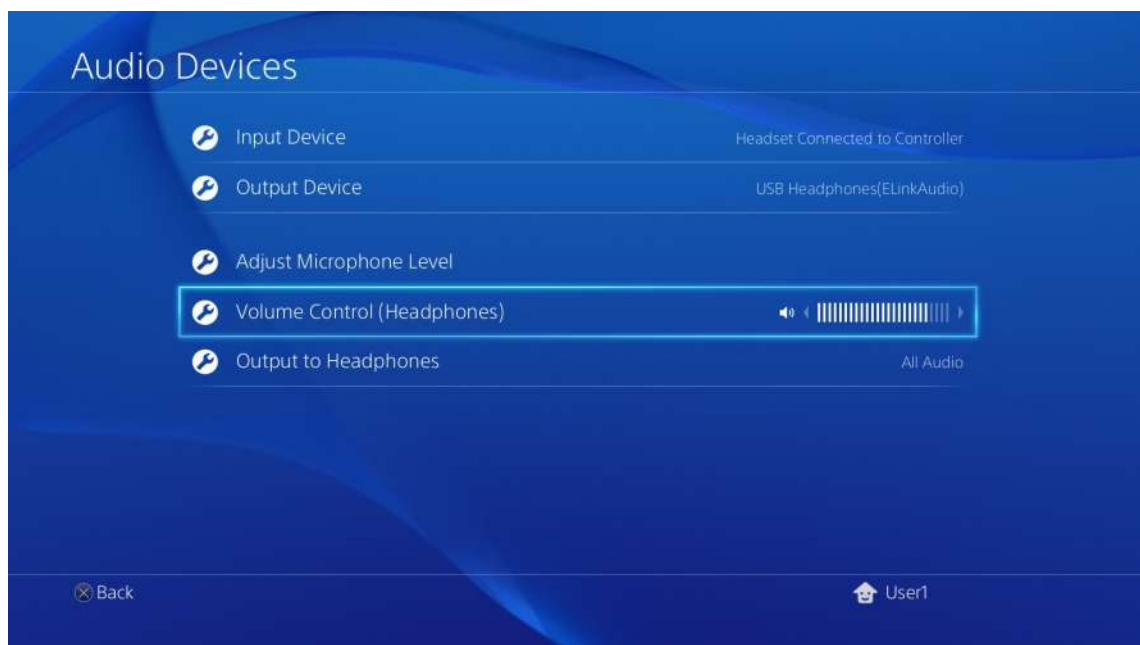 Audio Devices
Input Device Headset Connected to Controller
Output Device USB Headphones(ELinkAudio)
Adjust Microphone Level
Volume Control (Headphones)
Output to Headphones All Audio
Back User1